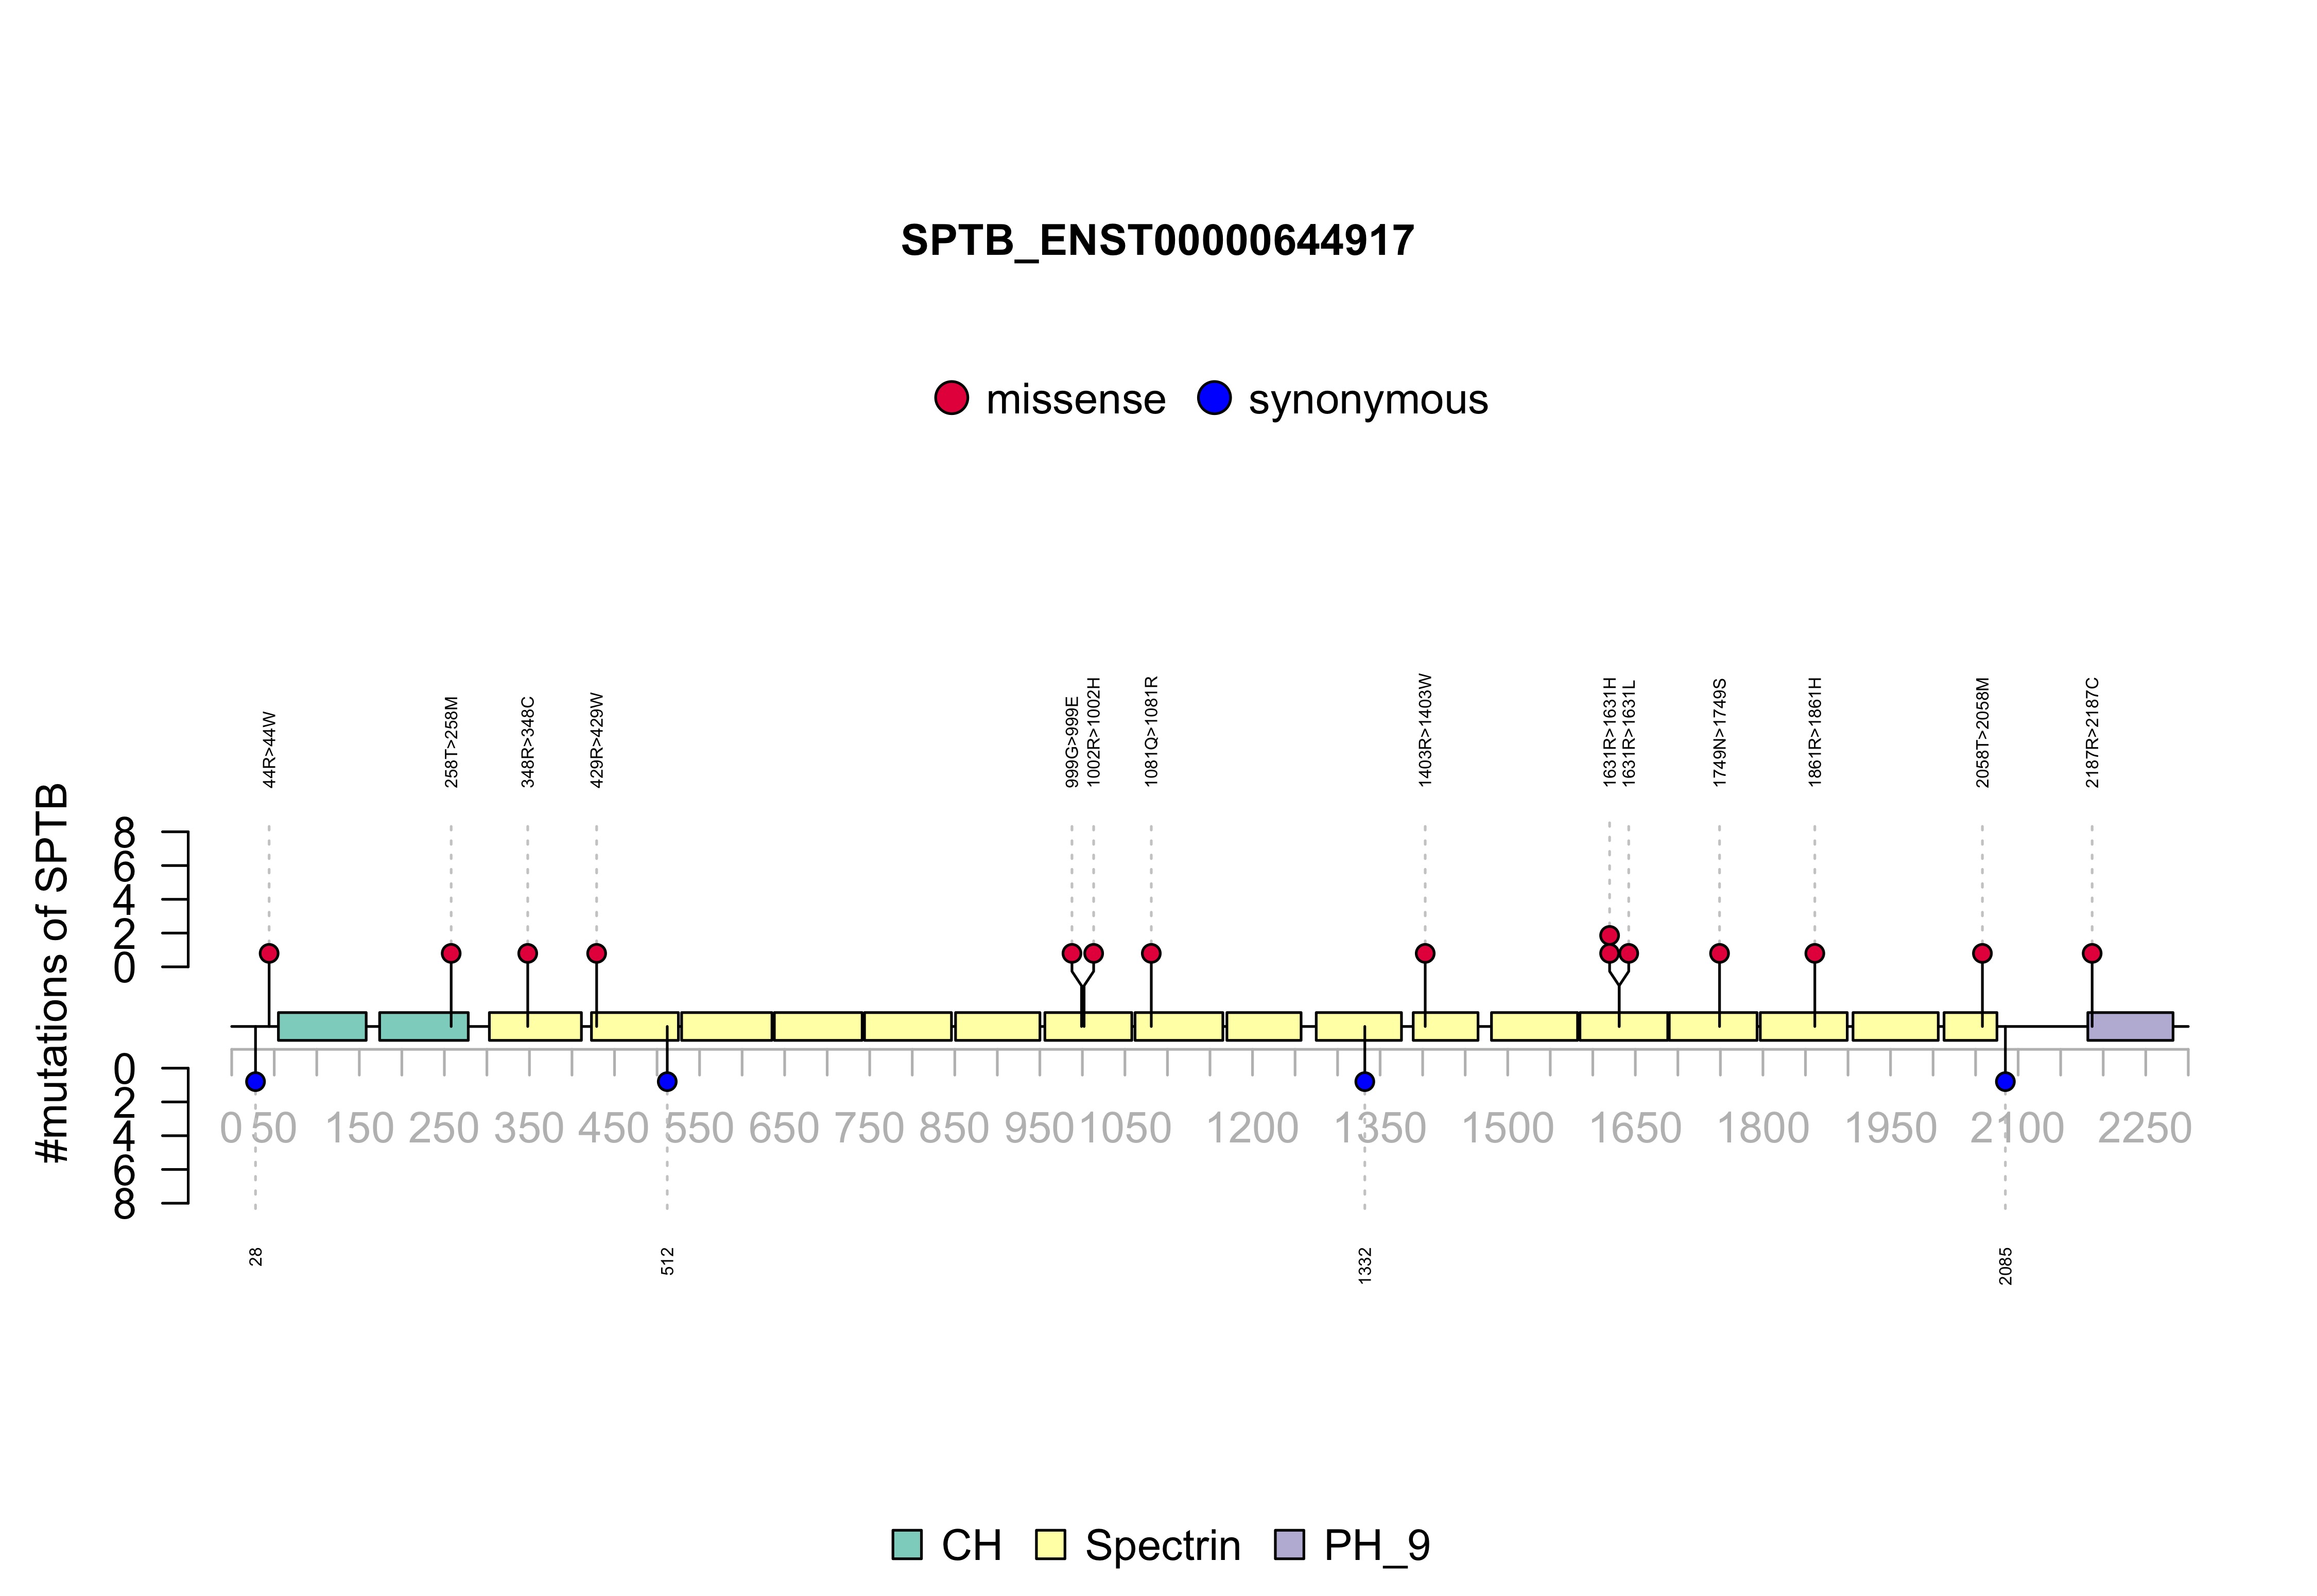 SPTB_ENST00000644917
missense synonymous
44R>44W
258T>258M
348R>348C
429R>429W
999G>999E
1002R>1002H
1081Q>1081R
1403R>1403W
1631R>1631H
1631R>1631L
1749N>1749S
1861R>1861H
2058T>2058M
2187R>2187C
#mutations of SPTB
8
6
4
2
0
0
2
4
6
8
0 50 150 250 350 450 550 650 750 850 950 1050 1200 1350 1500 1650 1800 1950 2100 2250
28
512
1332
2085
CH Spectrin PH_9